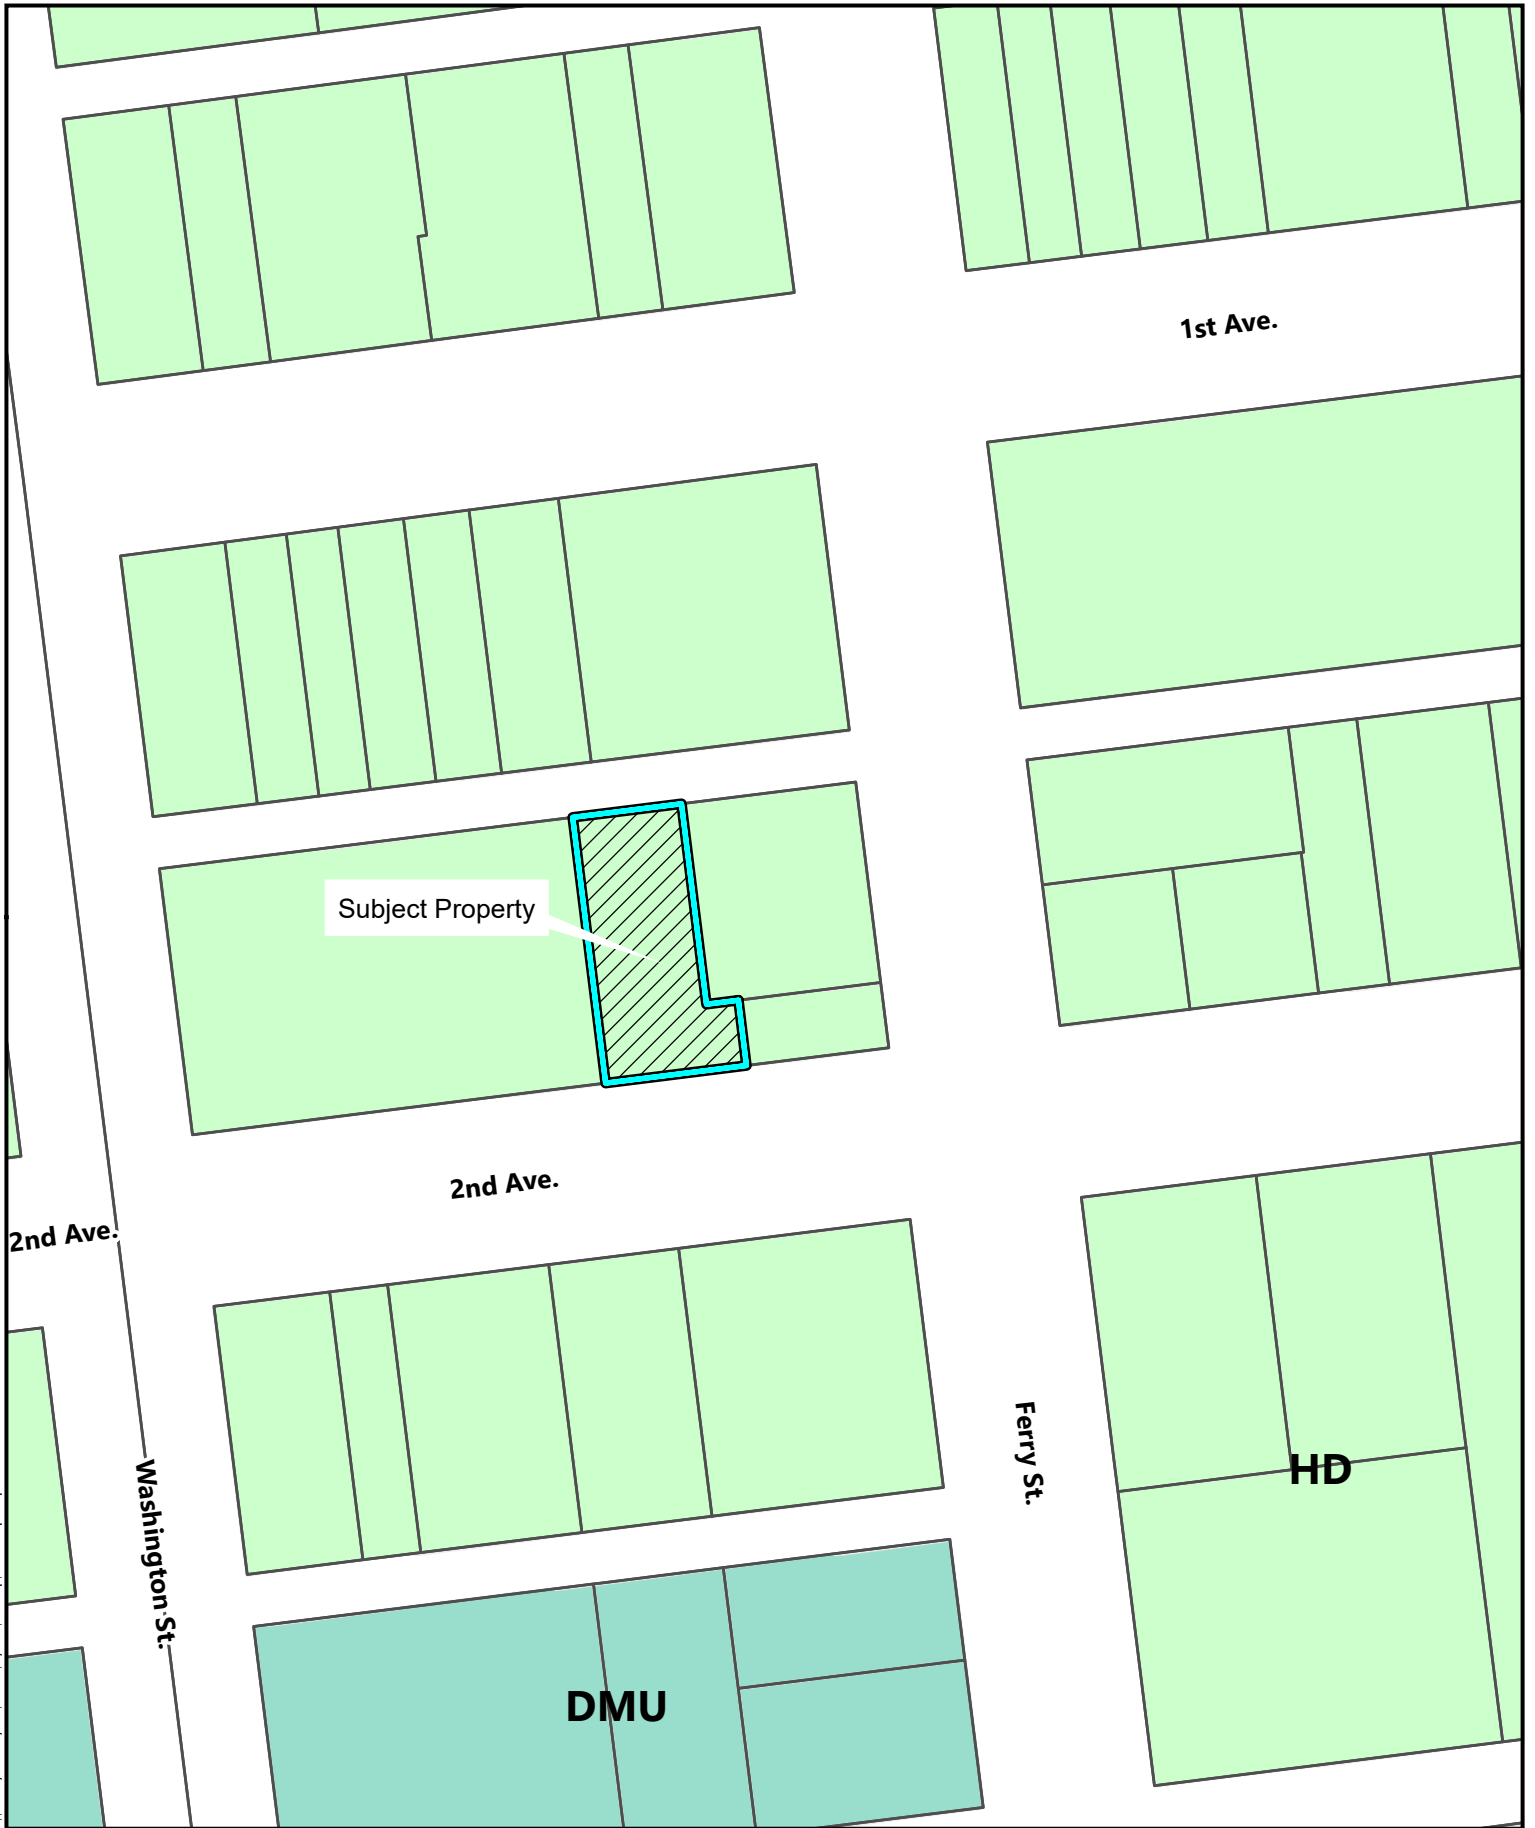 1st Ave.
Subject Property
2nd Ave.
2nd Ave.
Ferry St.
HD
Washington St.
DMU